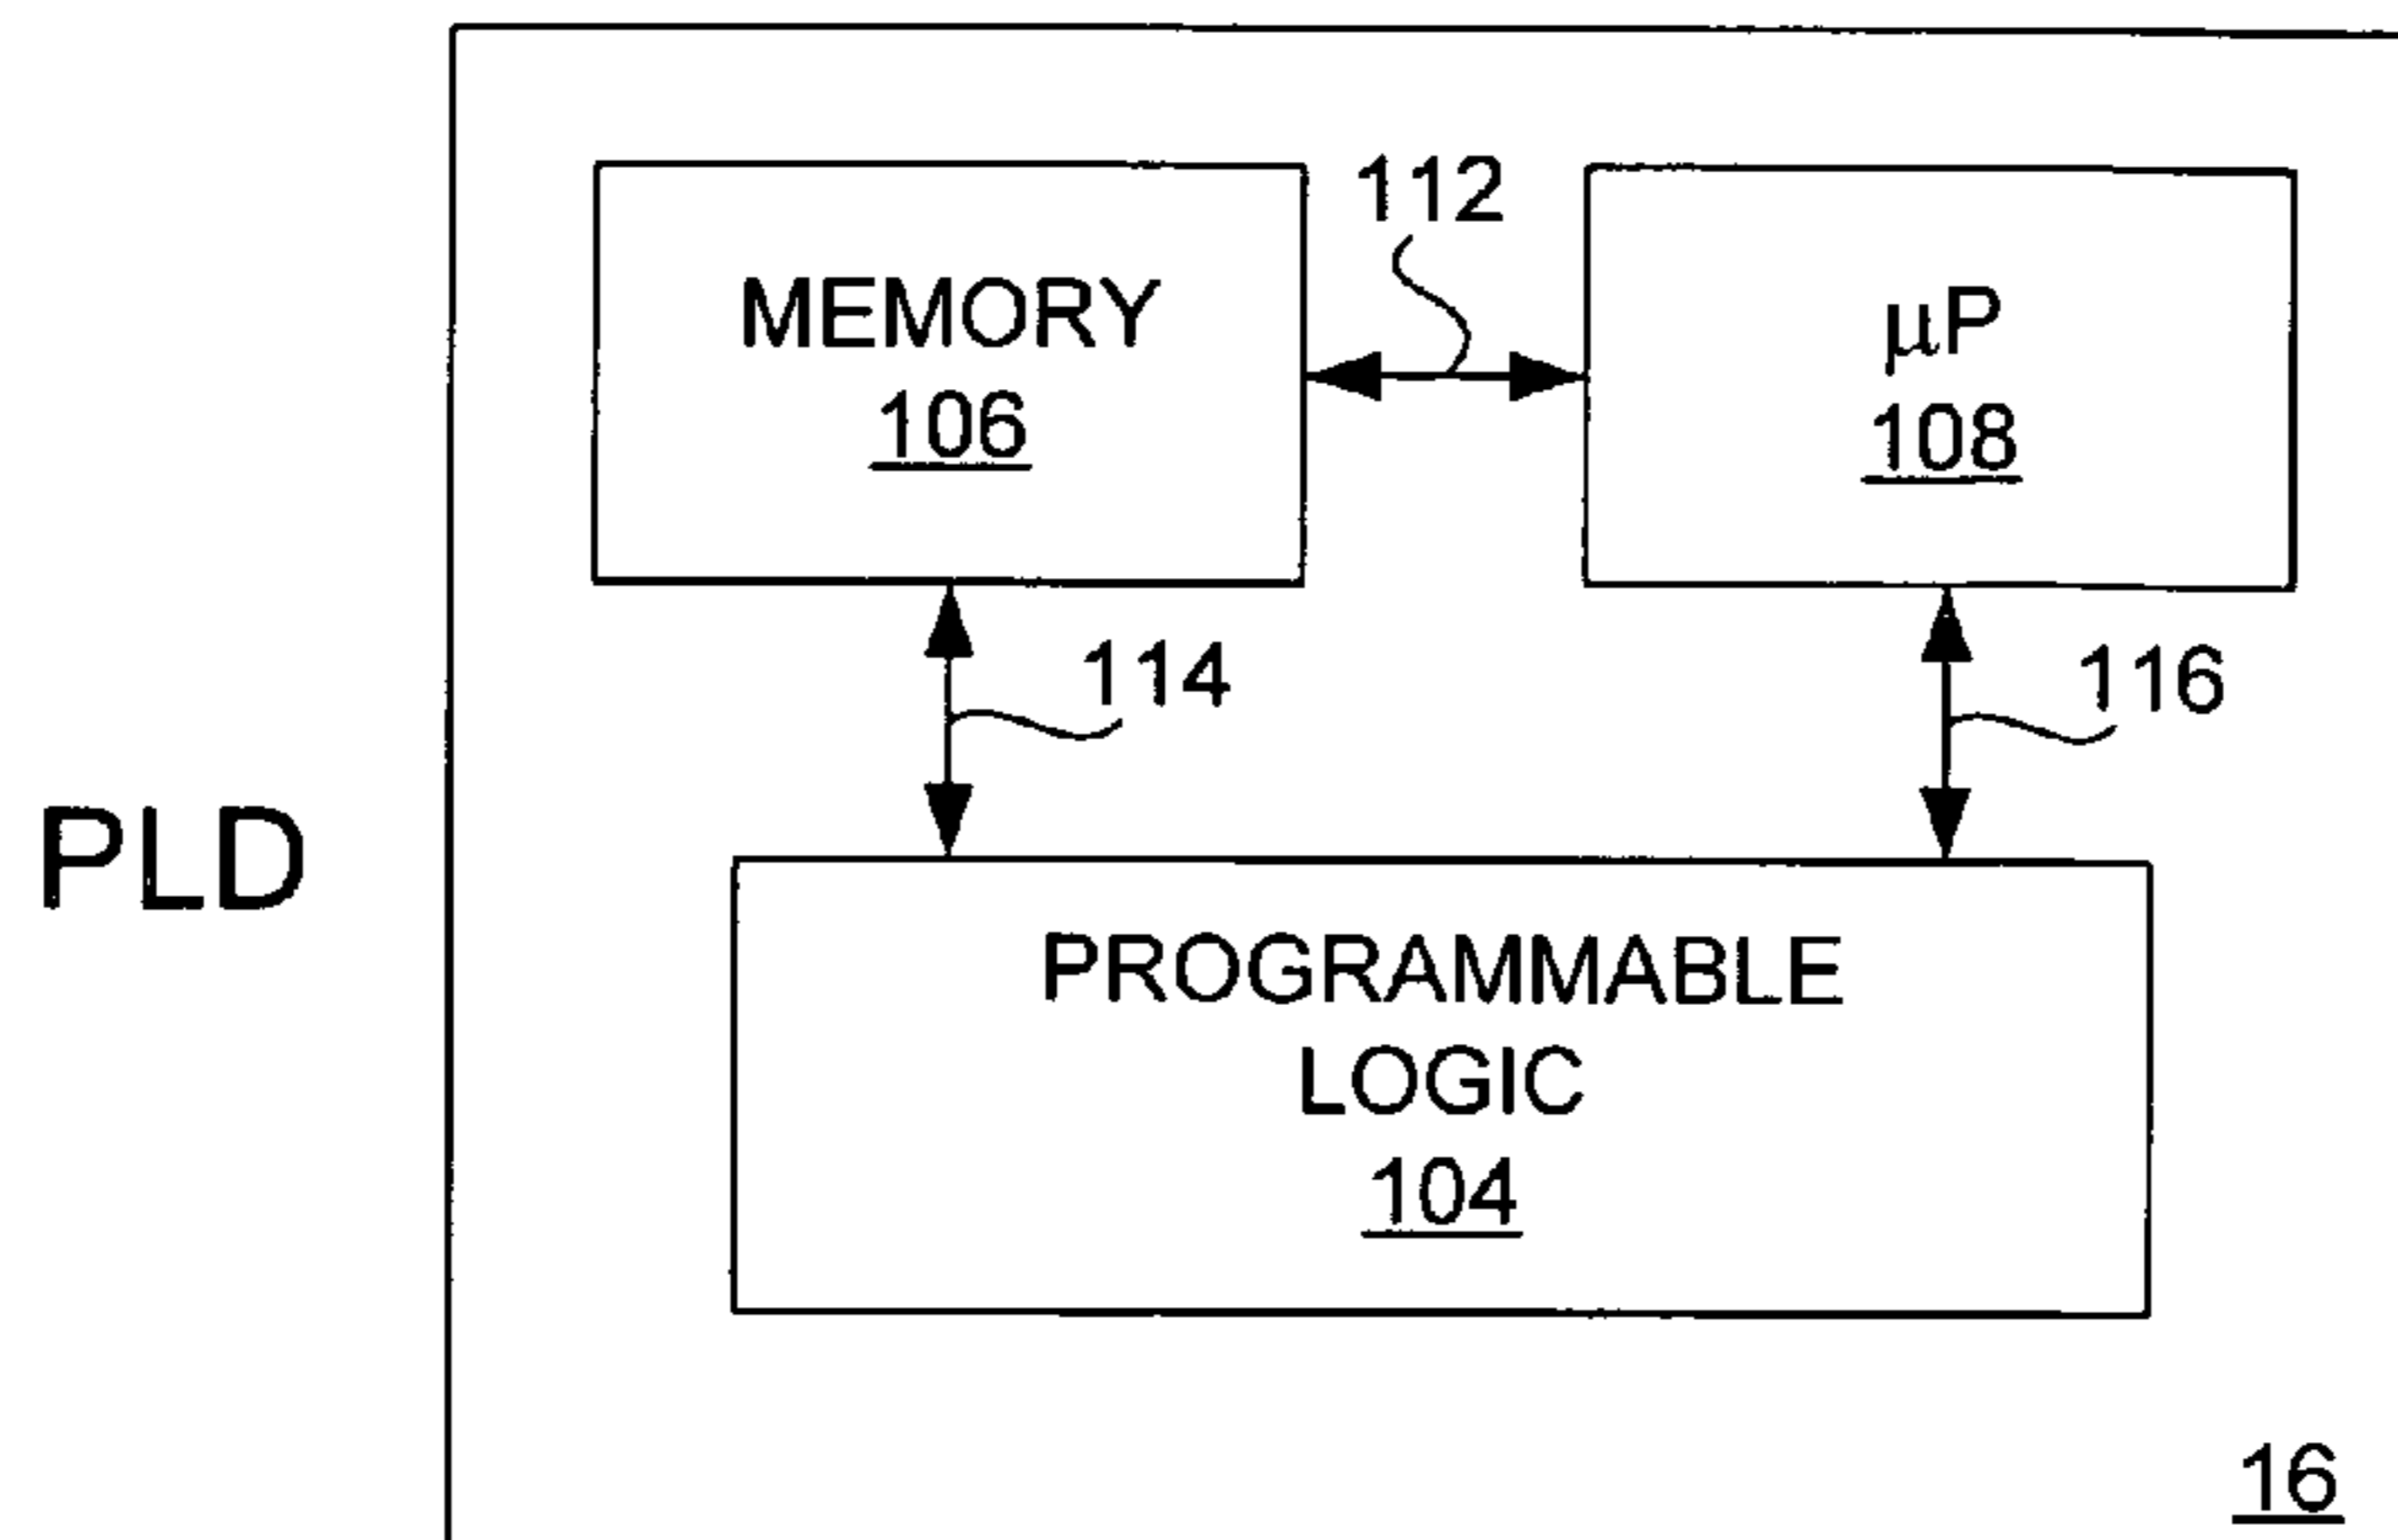 112
MEMORY
106
µP
108
114
116
PLD
PROGRAMMABLE
LOGIC
104
16